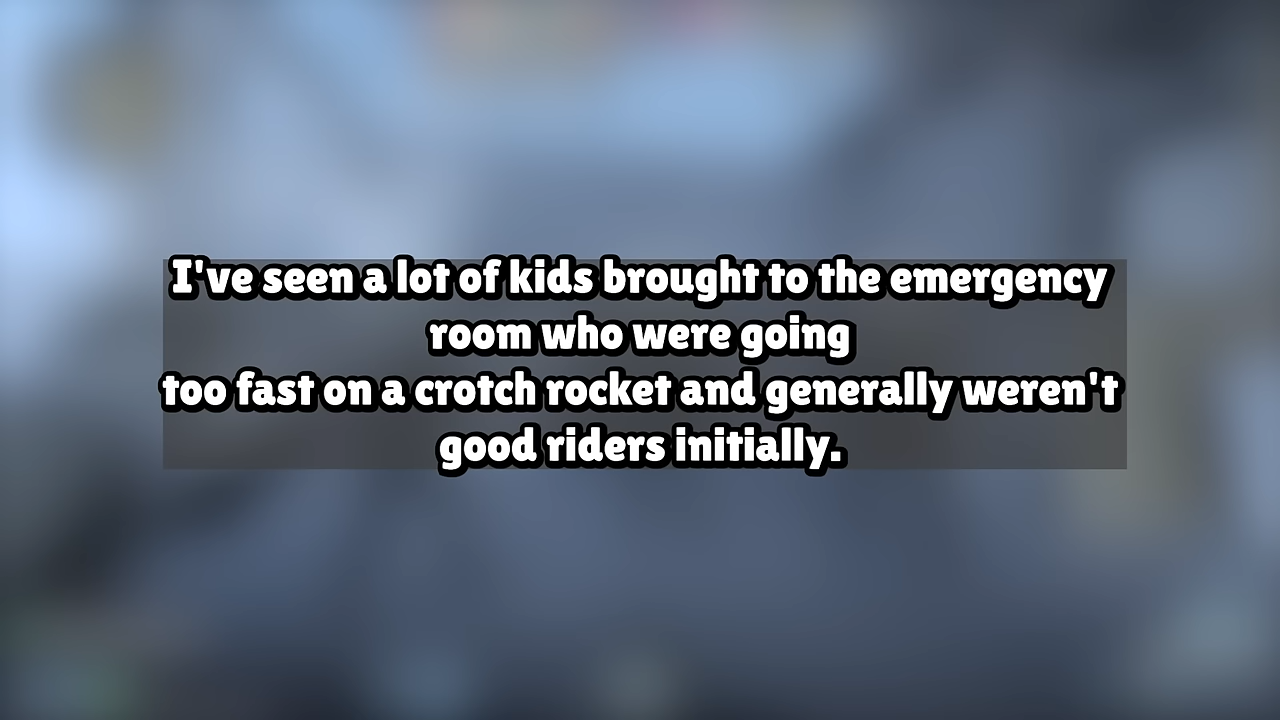 I've seen a lot of kids brought to the emergency
room who were going
too fast on a crotch rocket and generally weren't
good riders initially.